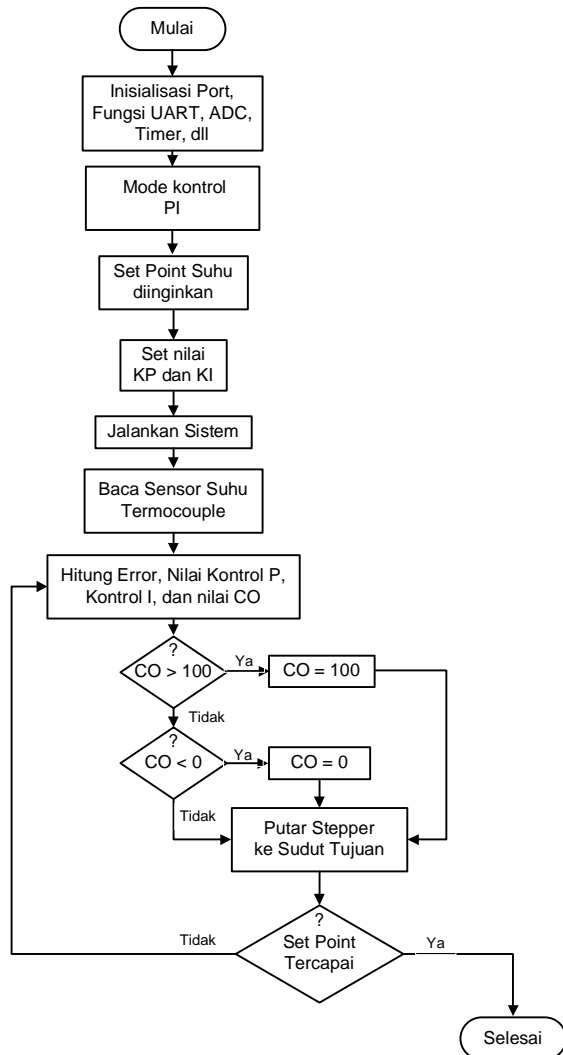 Mulai
Inisialisasi Port,
Fungsi UART, ADC,
Timer, dll
Mode kontrol
PI
Set Point Suhu
diinginkan
Set nilai
KP dan KI
Jalankan Sistem
Baca Sensor Suhu
Termocouple
Hitung Error, Nilai Kontrol P,
Kontrol I, dan nilai CO
?
CO > 100
Ya
CO = 100
Tidak
?
CO < 0
Ya
CO = 0
Tidak
Putar Stepper
ke Sudut Tujuan
?
Set Point
Tercapai
Tidak
Ya
Selesai